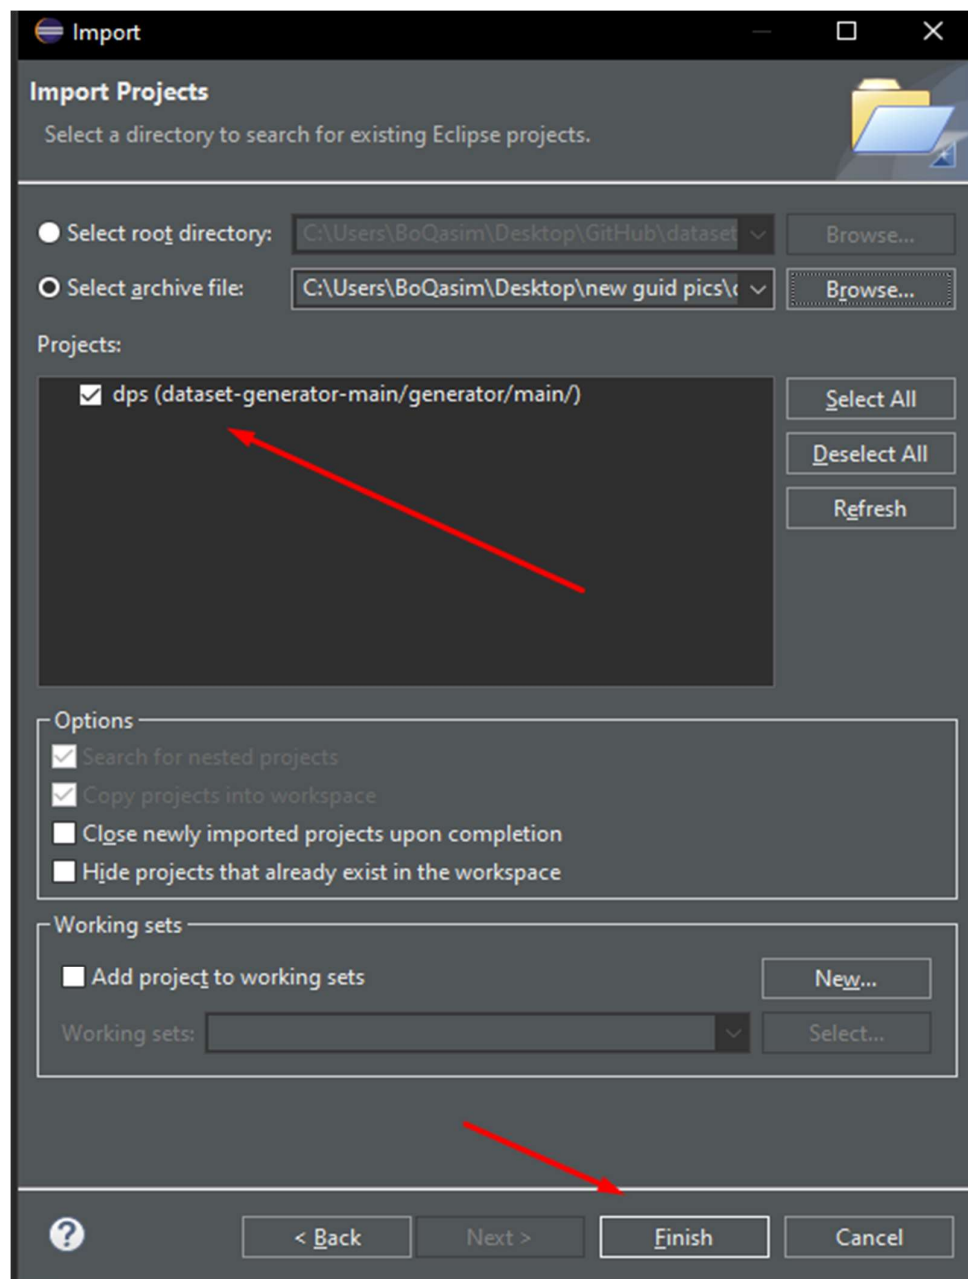 Import
Import Projects
Select a directory to search for existing Eclipse projects.
Select root directory: C:\Users\BoQasim\Desktop\GitHub\dataset Browse...
Select archive file: C:\Users\BoQasim\Desktop\new guid pics\ Browse...
Projects:
dps (dataset-generator-main/generator/main/)
Select All
Deselect All
Refresh
Options
Search for nested projects
Copy projects into workspace
Close newly imported projects upon completion
Hide projects that already exist in the workspace
Working sets
Add project to working sets New...
Working sets: Select...
? < Back Next > Finish Cancel